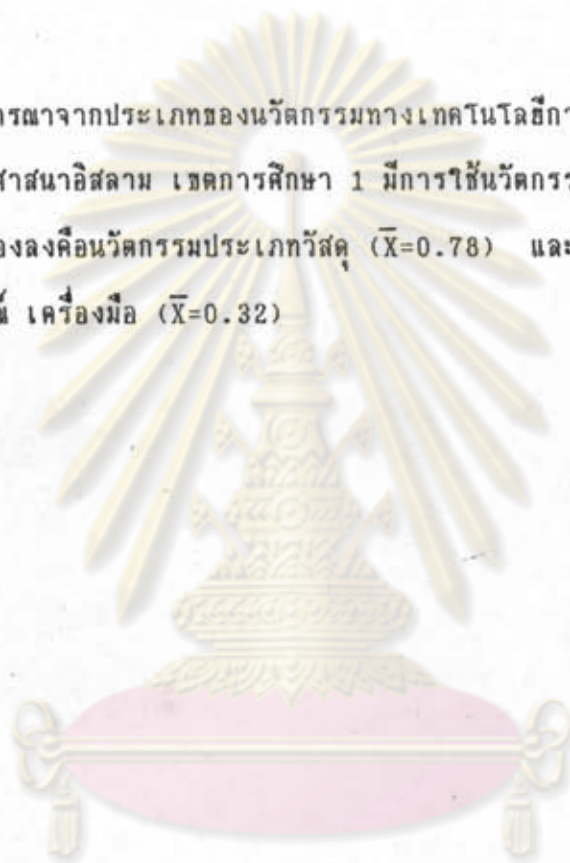 ารณาจากประเภทของนวัตกรรมทางเทคโนโลยีกา
ศาสนาอิสลาม เขตการศึกษา 1 มีการใช้นวัตกรร
องลงคือนวัตกรรมประเภทวัสดุ (X̅=0.78) และ
ณ์ เครื่องมือ (X̅=0.32)